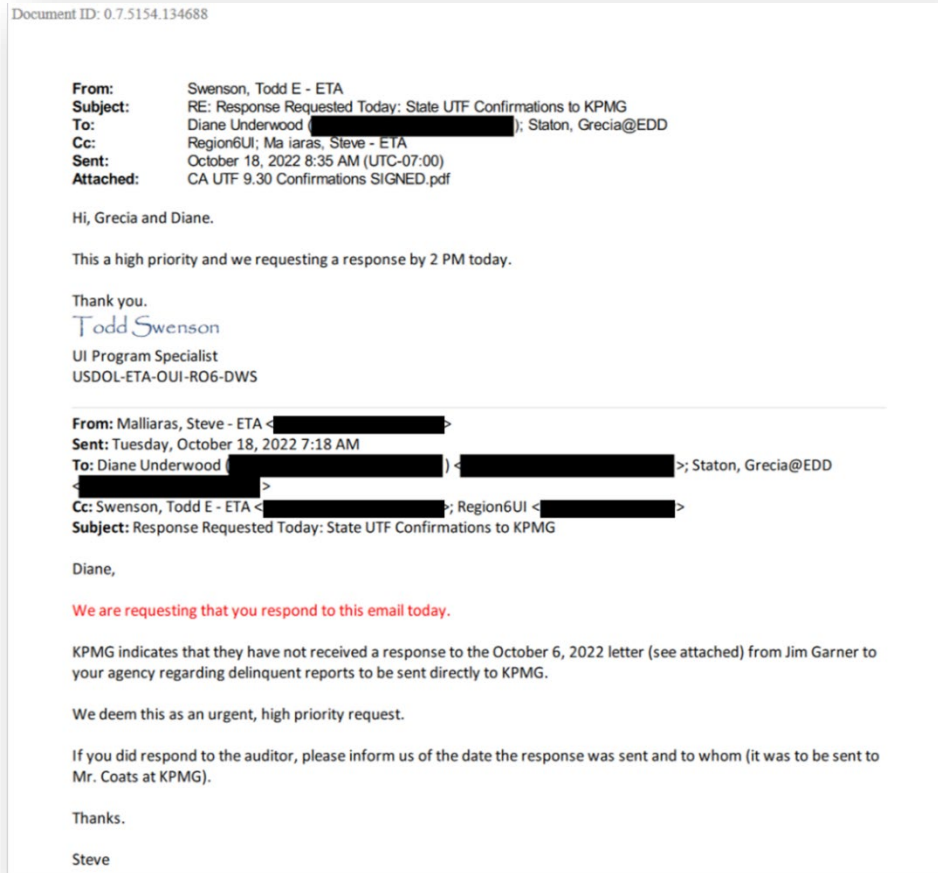 Document ID: 0.7.5154.134688
From: Swenson, Todd E - ETA
Subject: RE: Response Requested Today: State UTF Confirmations to KPMG
To: Diane Underwood ( ); Staton, Grecia@EDD
Cc: Region6UI; Ma iaras, Steve - ETA
Sent: October 18, 2022 8:35 AM (UTC-07:00)
Attached: CA UTF 9.30 Confirmations SIGNED.pdf
Hi, Grecia and Diane.
This a high priority and we requesting a response by 2 PM today.
Thank you.
Todd Swenson
UI Program Specialist
USDOL-ETA-OUI-RO6-DWS
From: Malliaras, Steve - ETA < >
Sent: Tuesday, October 18, 2022 7:18 AM
To: Diane Underwood ( ) < >; Staton, Grecia@EDD
< >
Cc: Swenson, Todd E - ETA < >; Region6UI < >
Subject: Response Requested Today: State UTF Confirmations to KPMG
Diane,
We are requesting that you respond to this email today.
KPMG indicates that they have not received a response to the October 6, 2022 letter (see attached) from Jim Garner to
your agency regarding delinquent reports to be sent directly to KPMG.
We deem this as an urgent, high priority request.
If you did respond to the auditor, please inform us of the date the response was sent and to whom (it was to be sent to
Mr. Coats at KPMG).
Thanks.
Steve